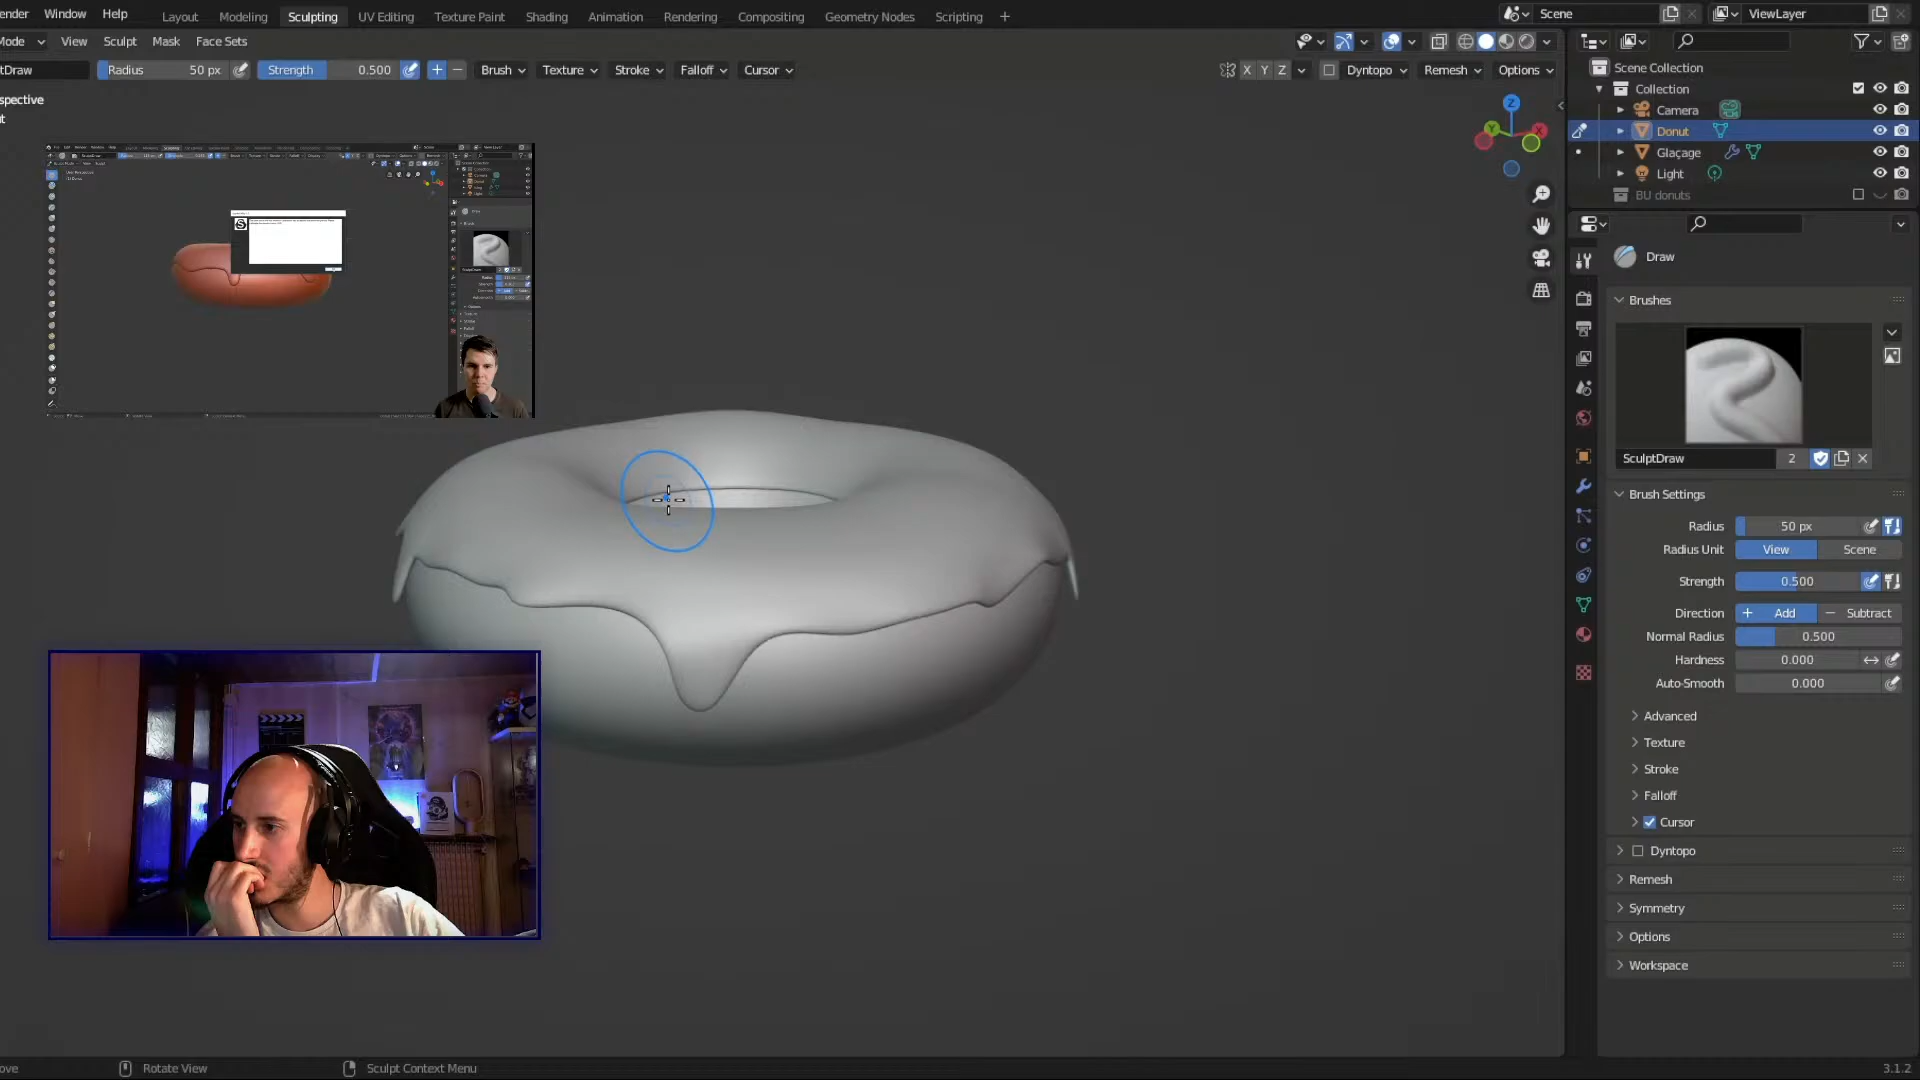 ender Window Help Layout Modeling Sculpting UV Editing Texture Paint Shading Animation Rendering Compositing Geometry Nodes Scripting + Scene ViewLayer
Mode View Sculpt Mask Face Sets
tDraw Radius 50 px Strength 0.500 + − Brush Texture Stroke Falloff Cursor X Y Z Dyntopo Remesh Options
spective
t
Z
Y
X
Scene Collection
Collection
Camera
Donut
Glaçage
Light
BU donuts
Draw
Brushes
SculptDraw 2
Brush Settings
Radius 50 px
Radius Unit View Scene
Strength 0.500
Direction + Add − Subtract
Normal Radius 0.500
Hardness 0.000
Auto-Smooth 0.000
Advanced
Texture
Stroke
Falloff
Cursor
Dyntopo
Remesh
Symmetry
Options
Workspace
ove Rotate View Sculpt Context Menu 3.1.2